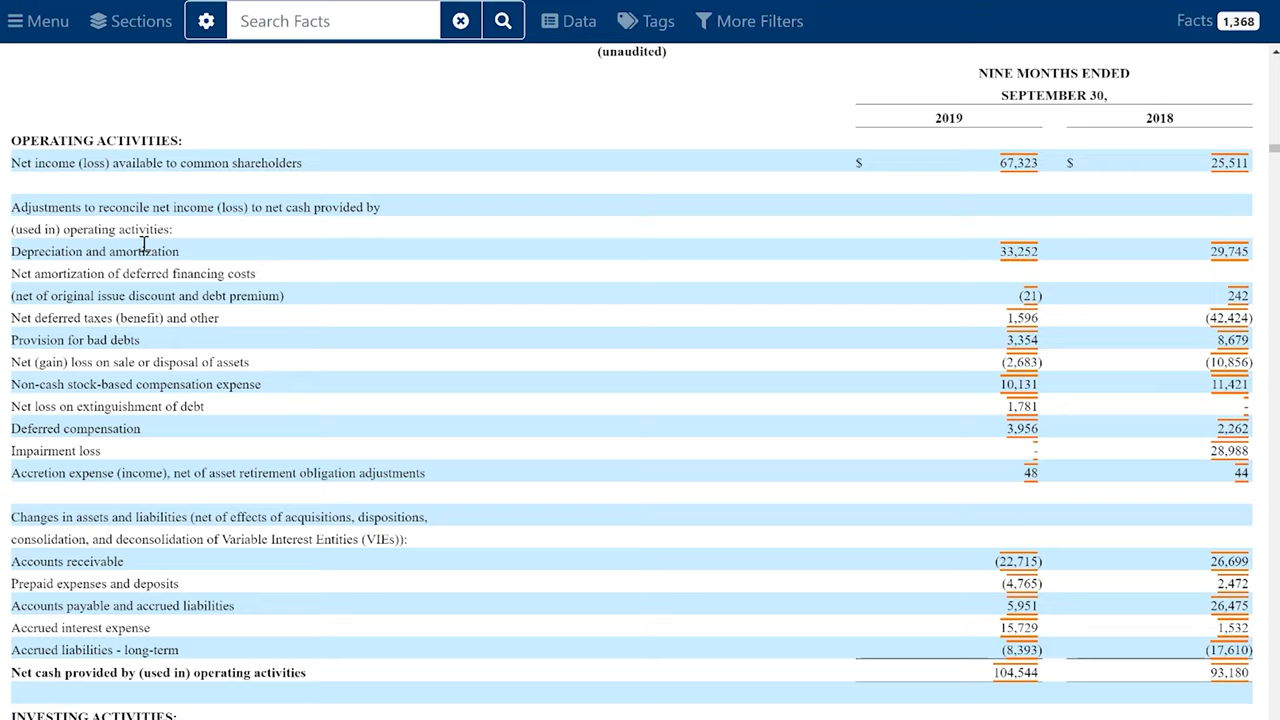 Menu Sections Search Facts Data Tags More Filters Facts 1,368
(unaudited)
NINE MONTHS ENDED
SEPTEMBER 30,
2019 2018
OPERATING ACTIVITIES:
Net income (loss) available to common shareholders $ 67,323 $ 25,511
Adjustments to reconcile net income (loss) to net cash provided by
(used in) operating activities:
Depreciation and amortization 33,252 29,745
Net amortization of deferred financing costs
(net of original issue discount and debt premium) (21) 242
Net deferred taxes (benefit) and other 1,596 (42,424)
Provision for bad debts 3,354 8,679
Net (gain) loss on sale or disposal of assets (2,683) (10,856)
Non-cash stock-based compensation expense 10,131 11,421
Net loss on extinguishment of debt 1,781 -
Deferred compensation 3,956 2,262
Impairment loss - 28,988
Accretion expense (income), net of asset retirement obligation adjustments 48 44
Changes in assets and liabilities (net of effects of acquisitions, dispositions,
consolidation, and deconsolidation of Variable Interest Entities (VIEs)):
Accounts receivable (22,715) 26,699
Prepaid expenses and deposits (4,765) 2,472
Accounts payable and accrued liabilities 5,951 26,475
Accrued interest expense 15,729 1,532
Accrued liabilities - long-term (8,393) (17,610)
Net cash provided by (used in) operating activities 104,544 93,180
INVESTING ACTIVITIES: